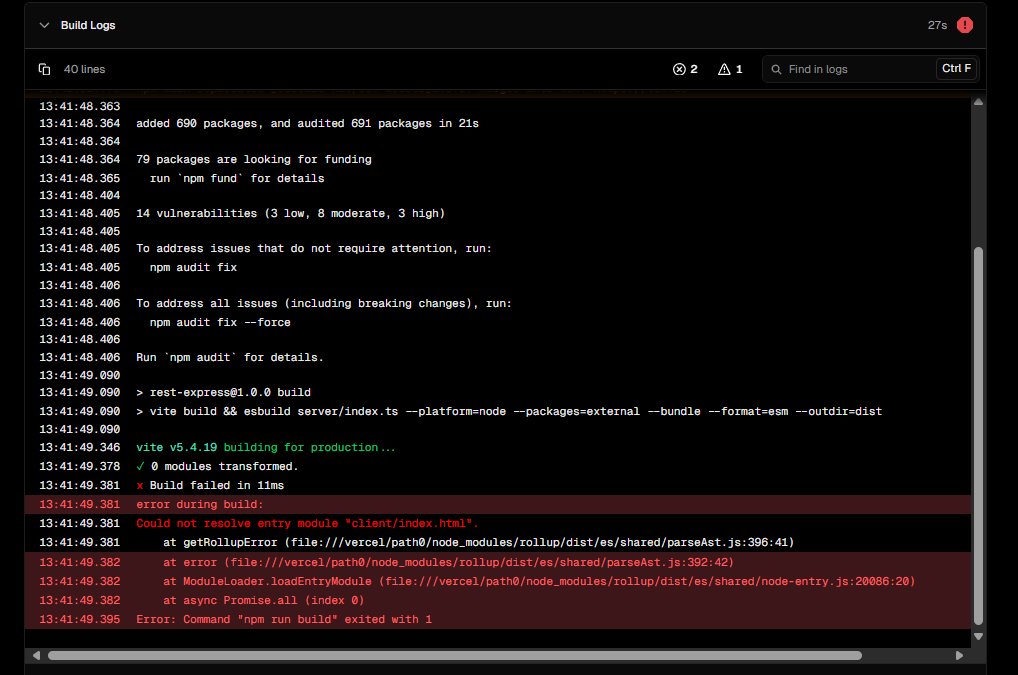 Build Logs 27s
40 lines 2 1 Find in logs Ctrl F
13:41:48.363
13:41:48.364 added 690 packages, and audited 691 packages in 21s
13:41:48.364
13:41:48.364 79 packages are looking for funding
13:41:48.365 run `npm fund` for details
13:41:48.404
13:41:48.405 14 vulnerabilities (3 low, 8 moderate, 3 high)
13:41:48.405
13:41:48.405 To address issues that do not require attention, run:
13:41:48.405 npm audit fix
13:41:48.406
13:41:48.406 To address all issues (including breaking changes), run:
13:41:48.406 npm audit fix --force
13:41:48.406
13:41:48.406 Run `npm audit` for details.
13:41:49.090
13:41:49.090 > rest-express@1.0.0 build
13:41:49.090 > vite build && esbuild server/index.ts --platform=node --packages=external --bundle --format=esm --outdir=dist
13:41:49.090
13:41:49.346 vite v5.4.19 building for production...
13:41:49.378 ✓ 0 modules transformed.
13:41:49.381 x Build failed in 11ms
13:41:49.381 error during build:
13:41:49.381 Could not resolve entry module "client/index.html".
13:41:49.381 at getRollupError (file:///vercel/path0/node_modules/rollup/dist/es/shared/parseAst.js:396:41)
13:41:49.382 at error (file:///vercel/path0/node_modules/rollup/dist/es/shared/parseAst.js:392:42)
13:41:49.382 at ModuleLoader.loadEntryModule (file:///vercel/path0/node_modules/rollup/dist/es/shared/node-entry.js:20086:20)
13:41:49.382 at async Promise.all (index 0)
13:41:49.395 Error: Command "npm run build" exited with 1